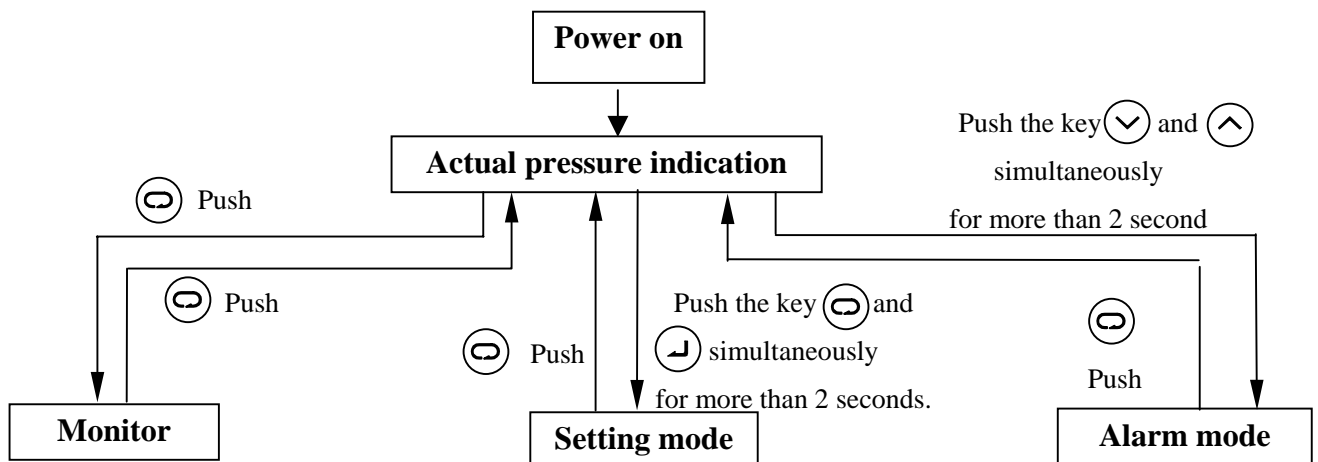 Power on
Actual pressure indication
Push the key and
simultaneously
for more than 2 second
Push
Push
Push
Push the key and
simultaneously
for more than 2 seconds.
Push
Monitor
Setting mode
Alarm mode